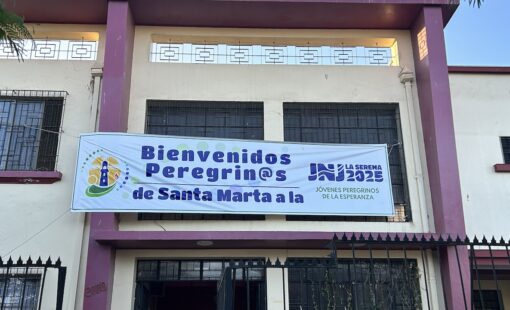 Bienvenidos
Peregrin@s
de Santa Marta a la
JNJ LA SERENA
2025
JÓVENES PEREGRINOS
DE LA ESPERANZA